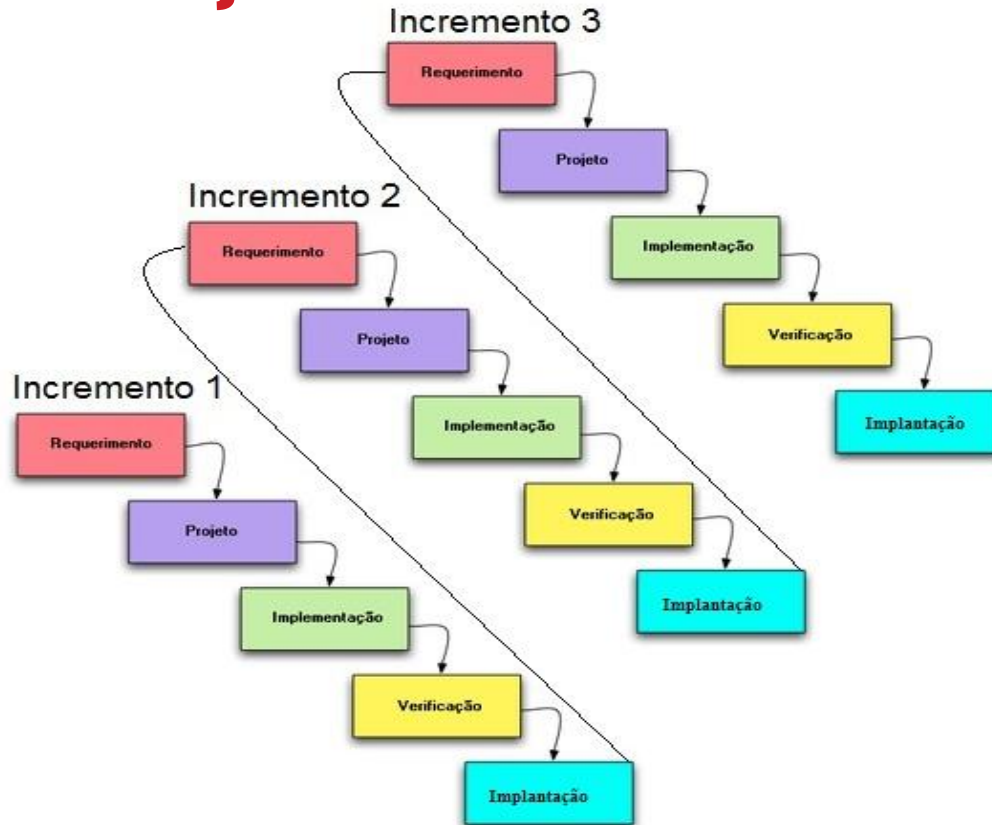 Incremento 3
Requerimento
Projeto
Implementação
Verificação
Implantação
Incremento 2
Requerimento
Projeto
Implementação
Verificação
Implantação
Incremento 1
Requerimento
Projeto
Implementação
Verificação
Implantação